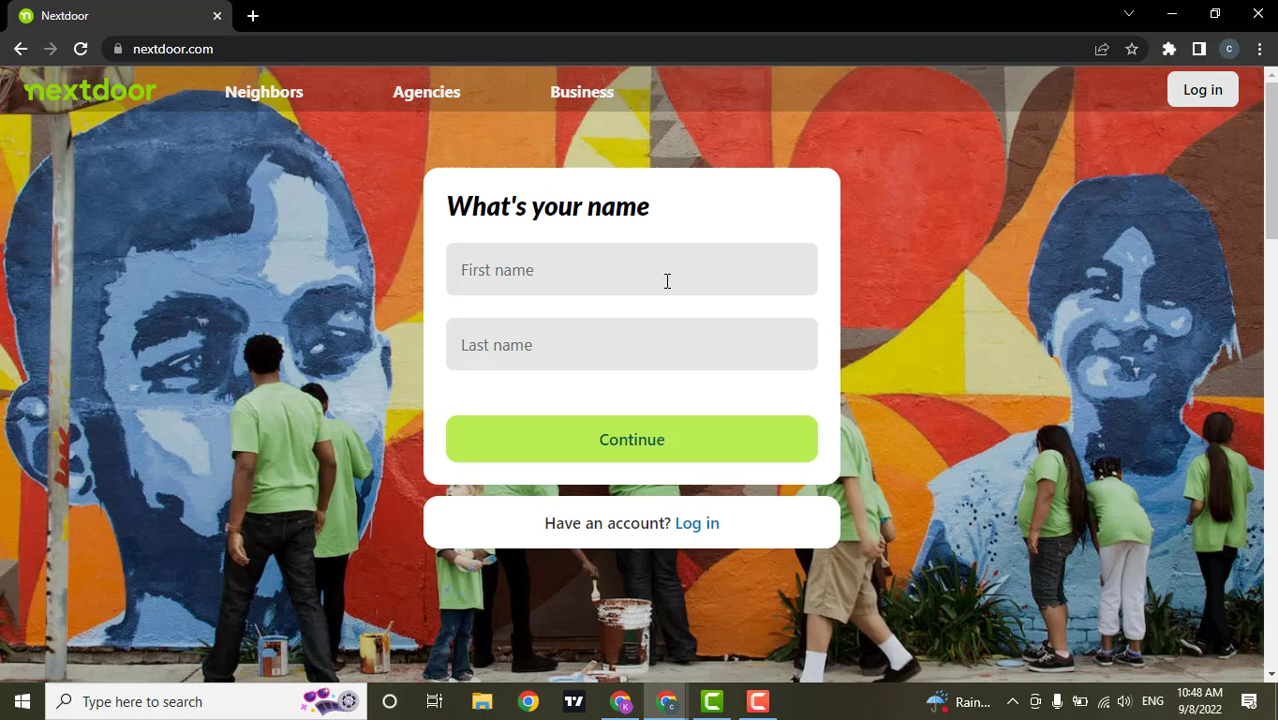 Nextdoor
nextdoor.com
C
nextdoor
Neighbors
Agencies
Business
Log in
What's your name
First name
Last name
Continue
Have an account? Log in
Type here to search
K
C
Rain...
ENG
10:48 AM
9/8/2022